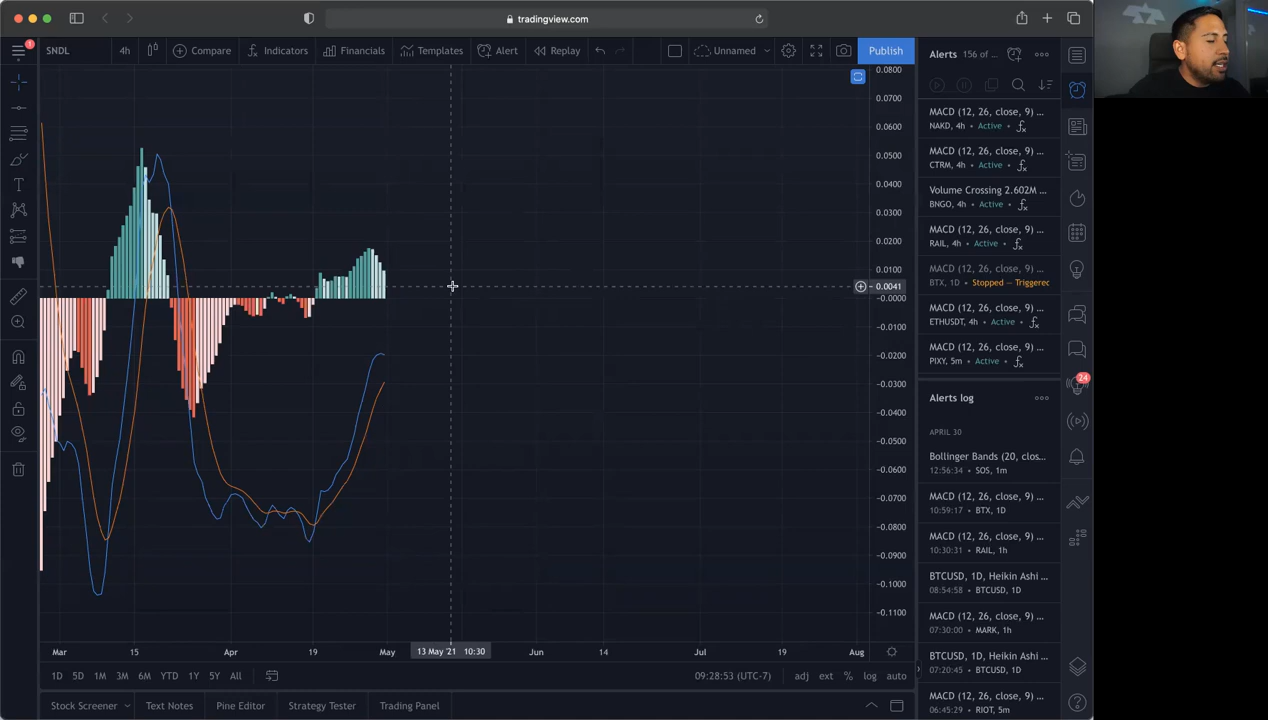 tradingview.com
1
SNDL
4h
Compare
Indicators
Financials
Templates
Alert
Replay
Unnamed
Publish
0.0800
0.0700
0.0600
0.0500
0.0400
0.0300
0.0200
0.0100
0.0041
-0.0000
-0.0100
-0.0200
-0.0300
-0.0400
-0.0500
-0.0600
-0.0700
-0.0800
-0.0900
-0.1000
-0.1100
Mar
15
Apr
19
May
13 May '21 10:30
Jun
14
Jul
19
Aug
1D
5D
1M
3M
6M
YTD
1Y
5Y
All
09:28:53 (UTC-7)
adj
ext
%
log
auto
Stock Screener
Text Notes
Pine Editor
Strategy Tester
Trading Panel
Alerts
156 of ...
MACD (12, 26, close, 9) ...
NAKD, 4h • Active •
MACD (12, 26, close, 9) ...
CTRM, 4h • Active •
Volume Crossing 2.602M ...
BNGO, 4h • Active •
MACD (12, 26, close, 9) ...
RAIL, 4h • Active •
MACD (12, 26, close, 9) ...
BTX, 1D • Stopped — Triggered
MACD (12, 26, close, 9) ...
ETHUSDT, 4h • Active •
MACD (12, 26, close, 9) ...
PIXY, 5m • Active •
24
Alerts log
APRIL 30
Bollinger Bands (20, clos...
12:56:34 • SOS, 1m
MACD (12, 26, close, 9) ...
10:59:17 • BTX, 1D
MACD (12, 26, close, 9) ...
10:30:31 • RAIL, 1h
BTCUSD, 1D, Heikin Ashi ...
08:54:58 • BTCUSD, 1D
MACD (12, 26, close, 9) ...
07:30:00 • MARK, 1h
BTCUSD, 1D, Heikin Ashi ...
07:20:45 • BTCUSD, 1D
MACD (12, 26, close, 9) ...
06:45:09 • RIOT, 5m